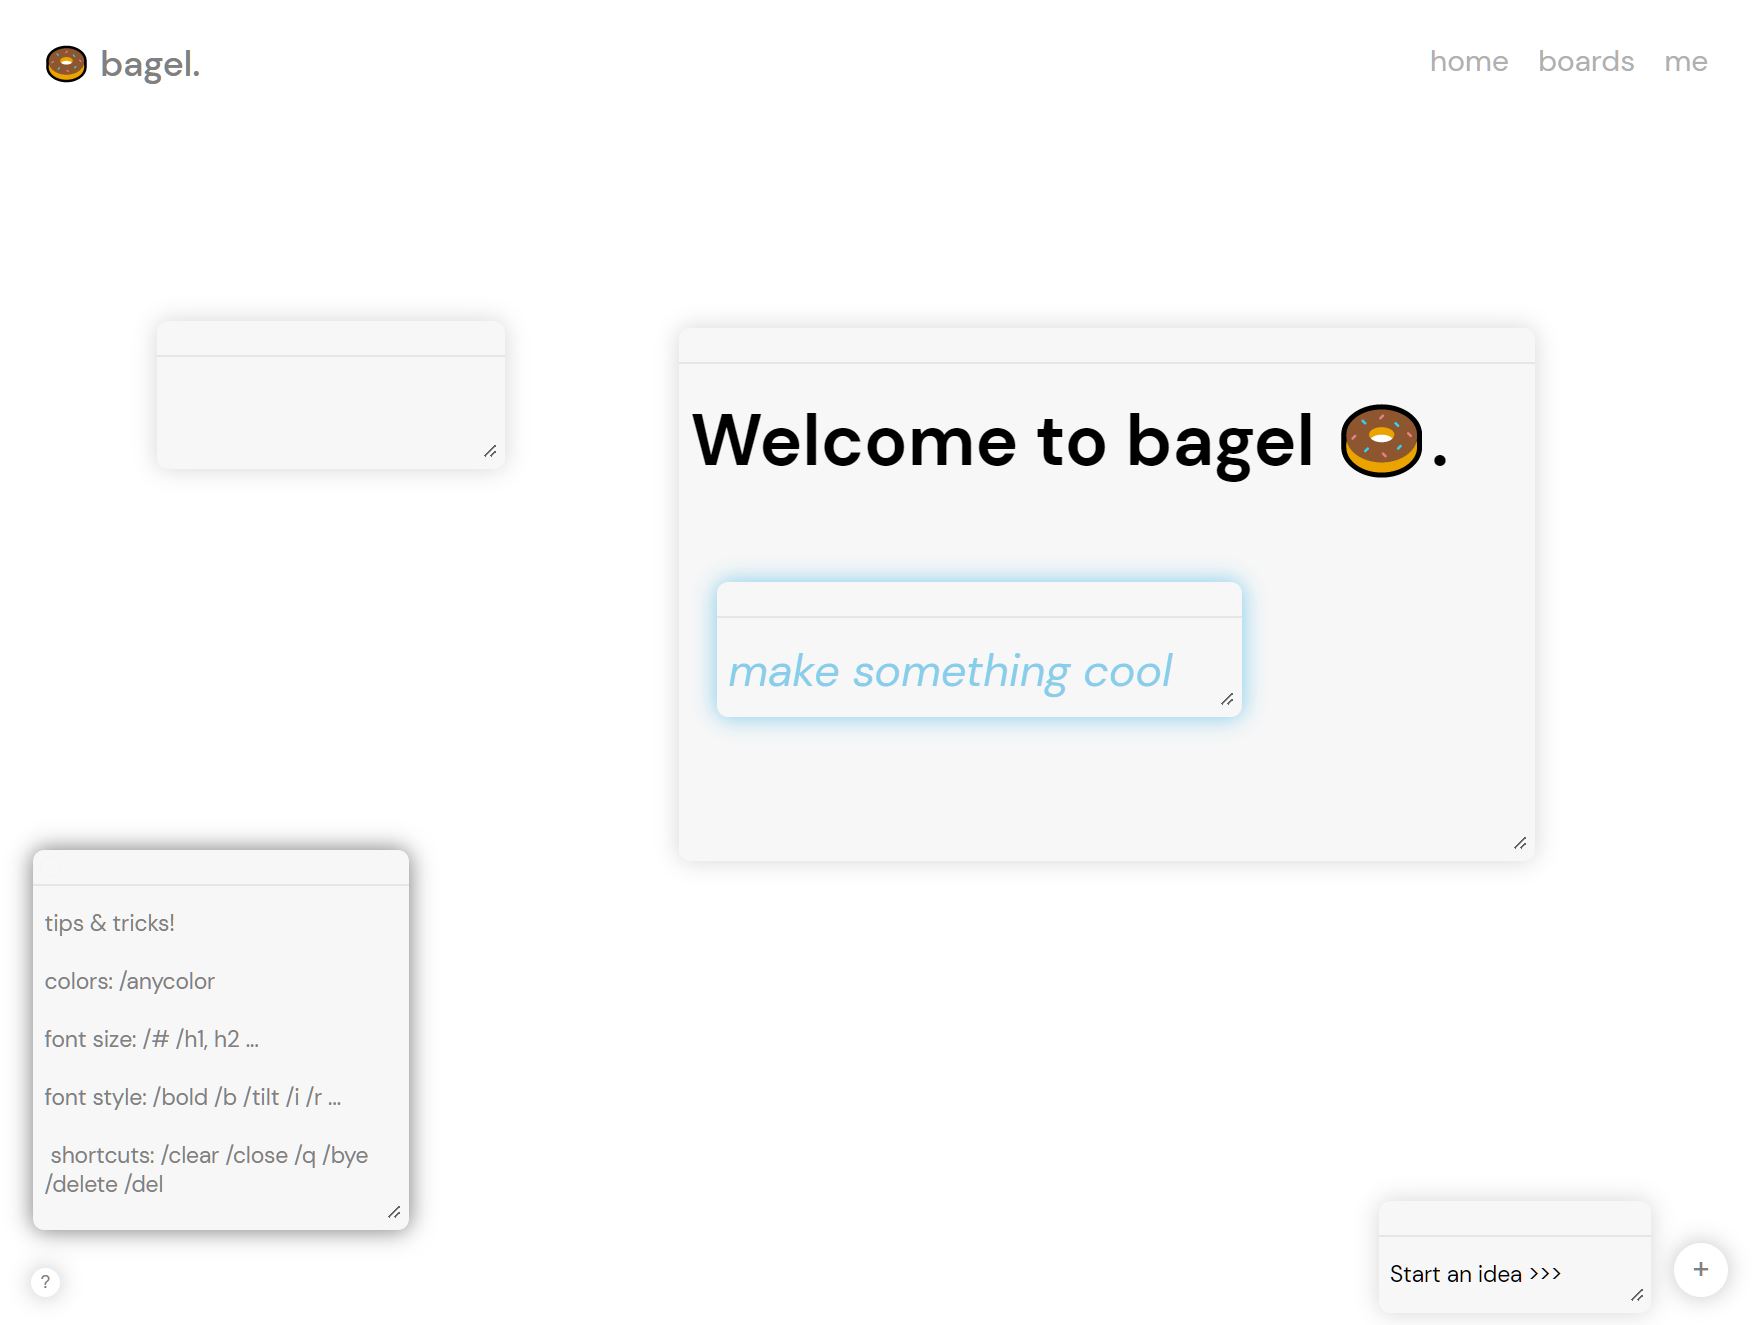 bagel.
home boards me
Welcome to bagel 🍩.
make something cool
tips & tricks!
colors: /anycolor
font size: /# /h1, h2 ...
font style: /bold /b /tilt /i /r ...
shortcuts: /clear /close /q /bye
/delete /del
?
Start an idea >>>
+